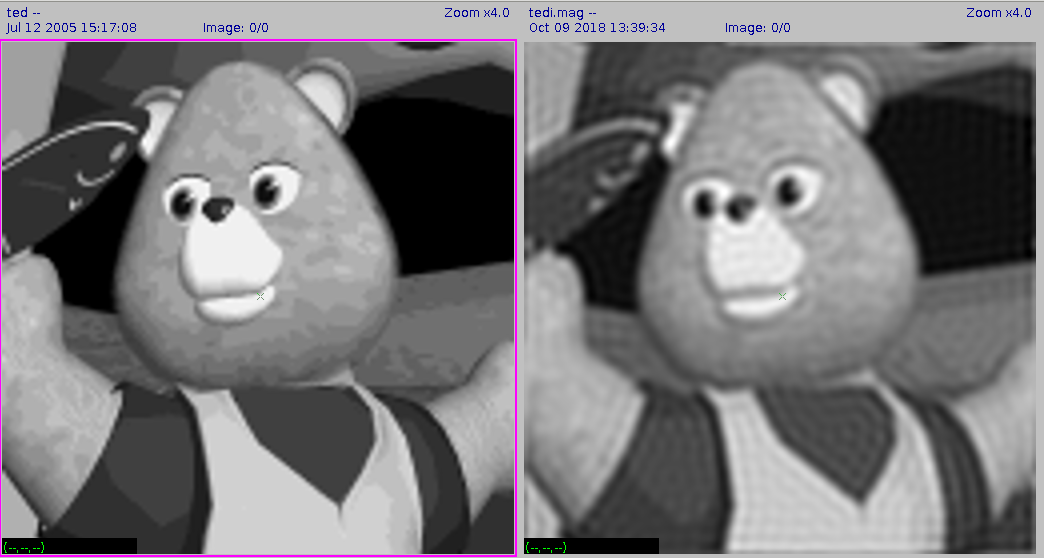 ted --
Zoom x4.0
Jul 12 2005 15:17:08
Image: 0/0
(--,--,--)
tedi.mag --
Zoom x4.0
Oct 09 2018 13:39:34
Image: 0/0
(--,--,--)